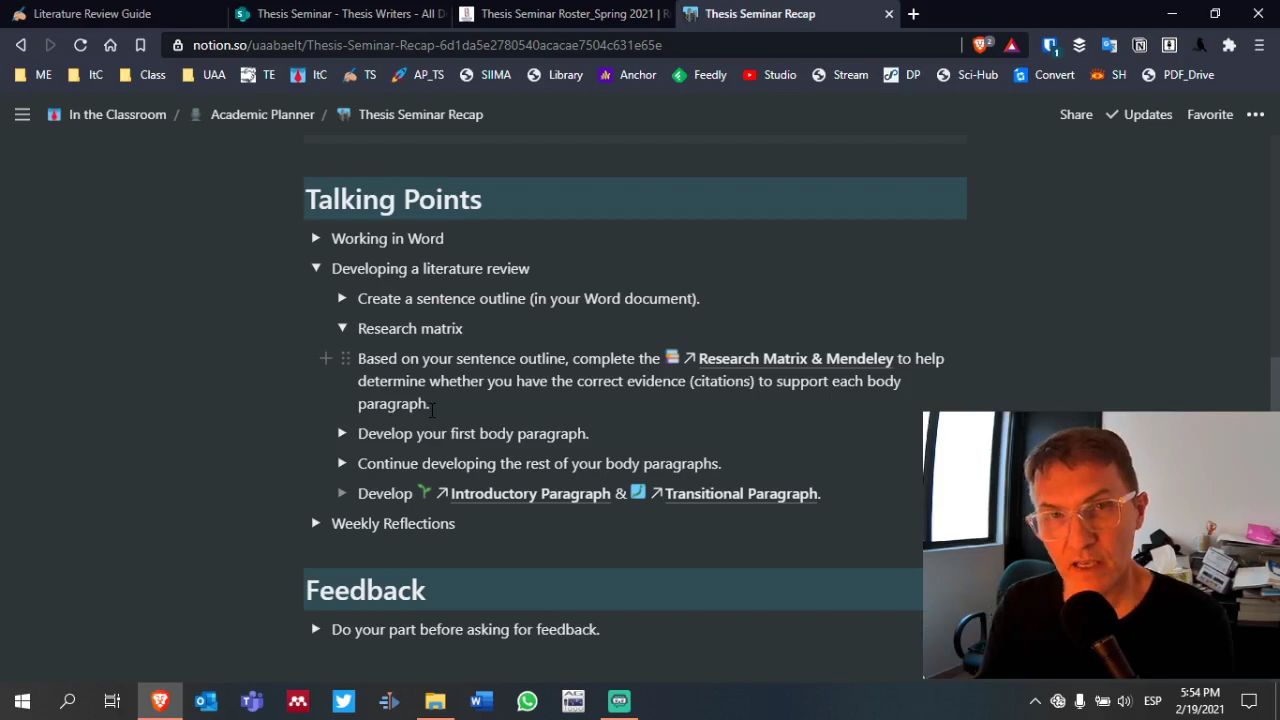 Literature Review Guide
Thesis Seminar - Thesis Writers - All D
Thesis Seminar Roster_Spring 2021 | R
Thesis Seminar Recap
notion.so/uaabaelt/Thesis-Seminar-Recap-6d1da5e2780540acacae7504c631e65e
2
1
ME ItC Class UAA TE ItC TS AP_TS SIIMA Library Anchor Feedly Studio Stream DP Sci-Hub Convert SH PDF_Drive
In the Classroom / Academic Planner / Thesis Seminar Recap
Share Updates Favorite
Talking Points
Working in Word
Developing a literature review
Create a sentence outline (in your Word document).
Research matrix
Based on your sentence outline, complete the Research Matrix & Mendeley to help
determine whether you have the correct evidence (citations) to support each body
paragraph.
Develop your first body paragraph.
Continue developing the rest of your body paragraphs.
Develop Introductory Paragraph & Transitional Paragraph.
Weekly Reflections
Feedback
Do your part before asking for feedback.
ESP
5:54 PM
2/19/2021